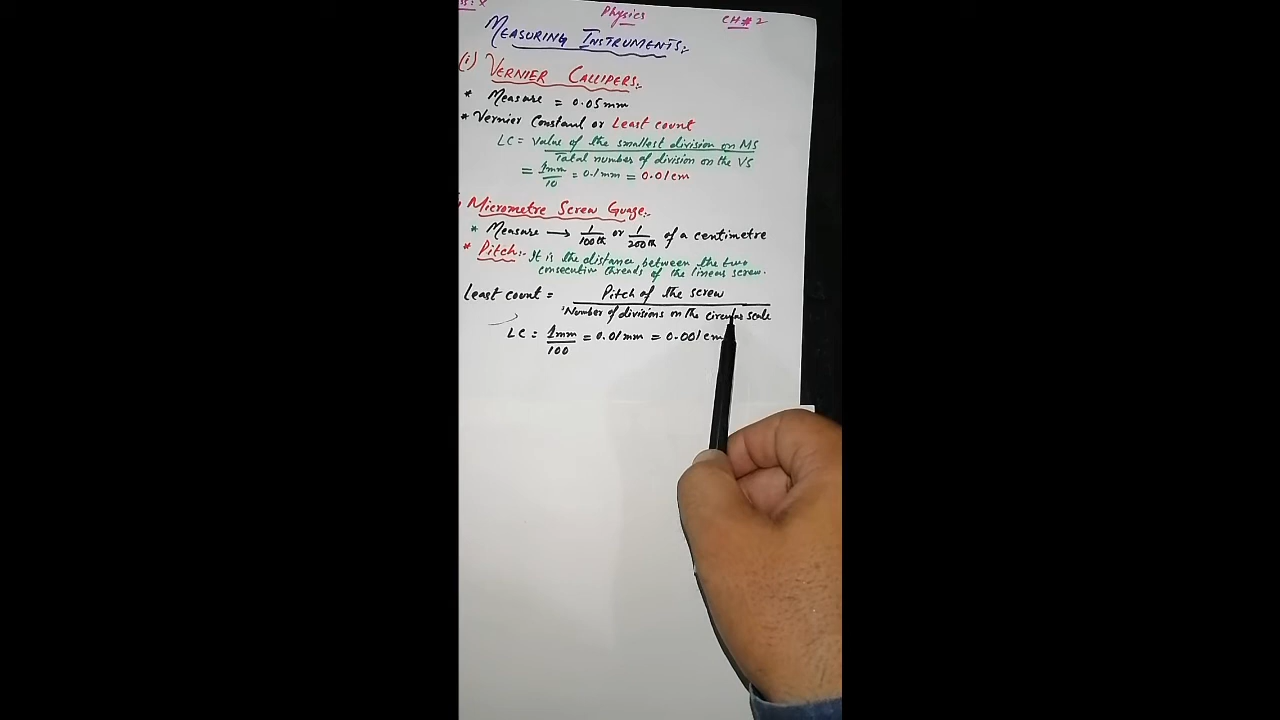 Physics
CH # 2
MEASURING INSTRUMENTS:-
(i) VERNIER CALLIPERS:-
* Measure = 0.05mm
* Vernier Constant or Least count
LC = Value of the smallest division on MS
Total number of division on the VS
= 1mm/10 = 0.1mm = 0.01cm
Micrometre Screw Guage:-
* Measure → 1/100th or 1/200th of a centimetre
* Pitch:- It is the distance between the two
consecutive threads of the linear screw.
Least count = Pitch of the screw
Number of divisions on the circular scale
LC = 1mm/100 = 0.01mm = 0.001cm